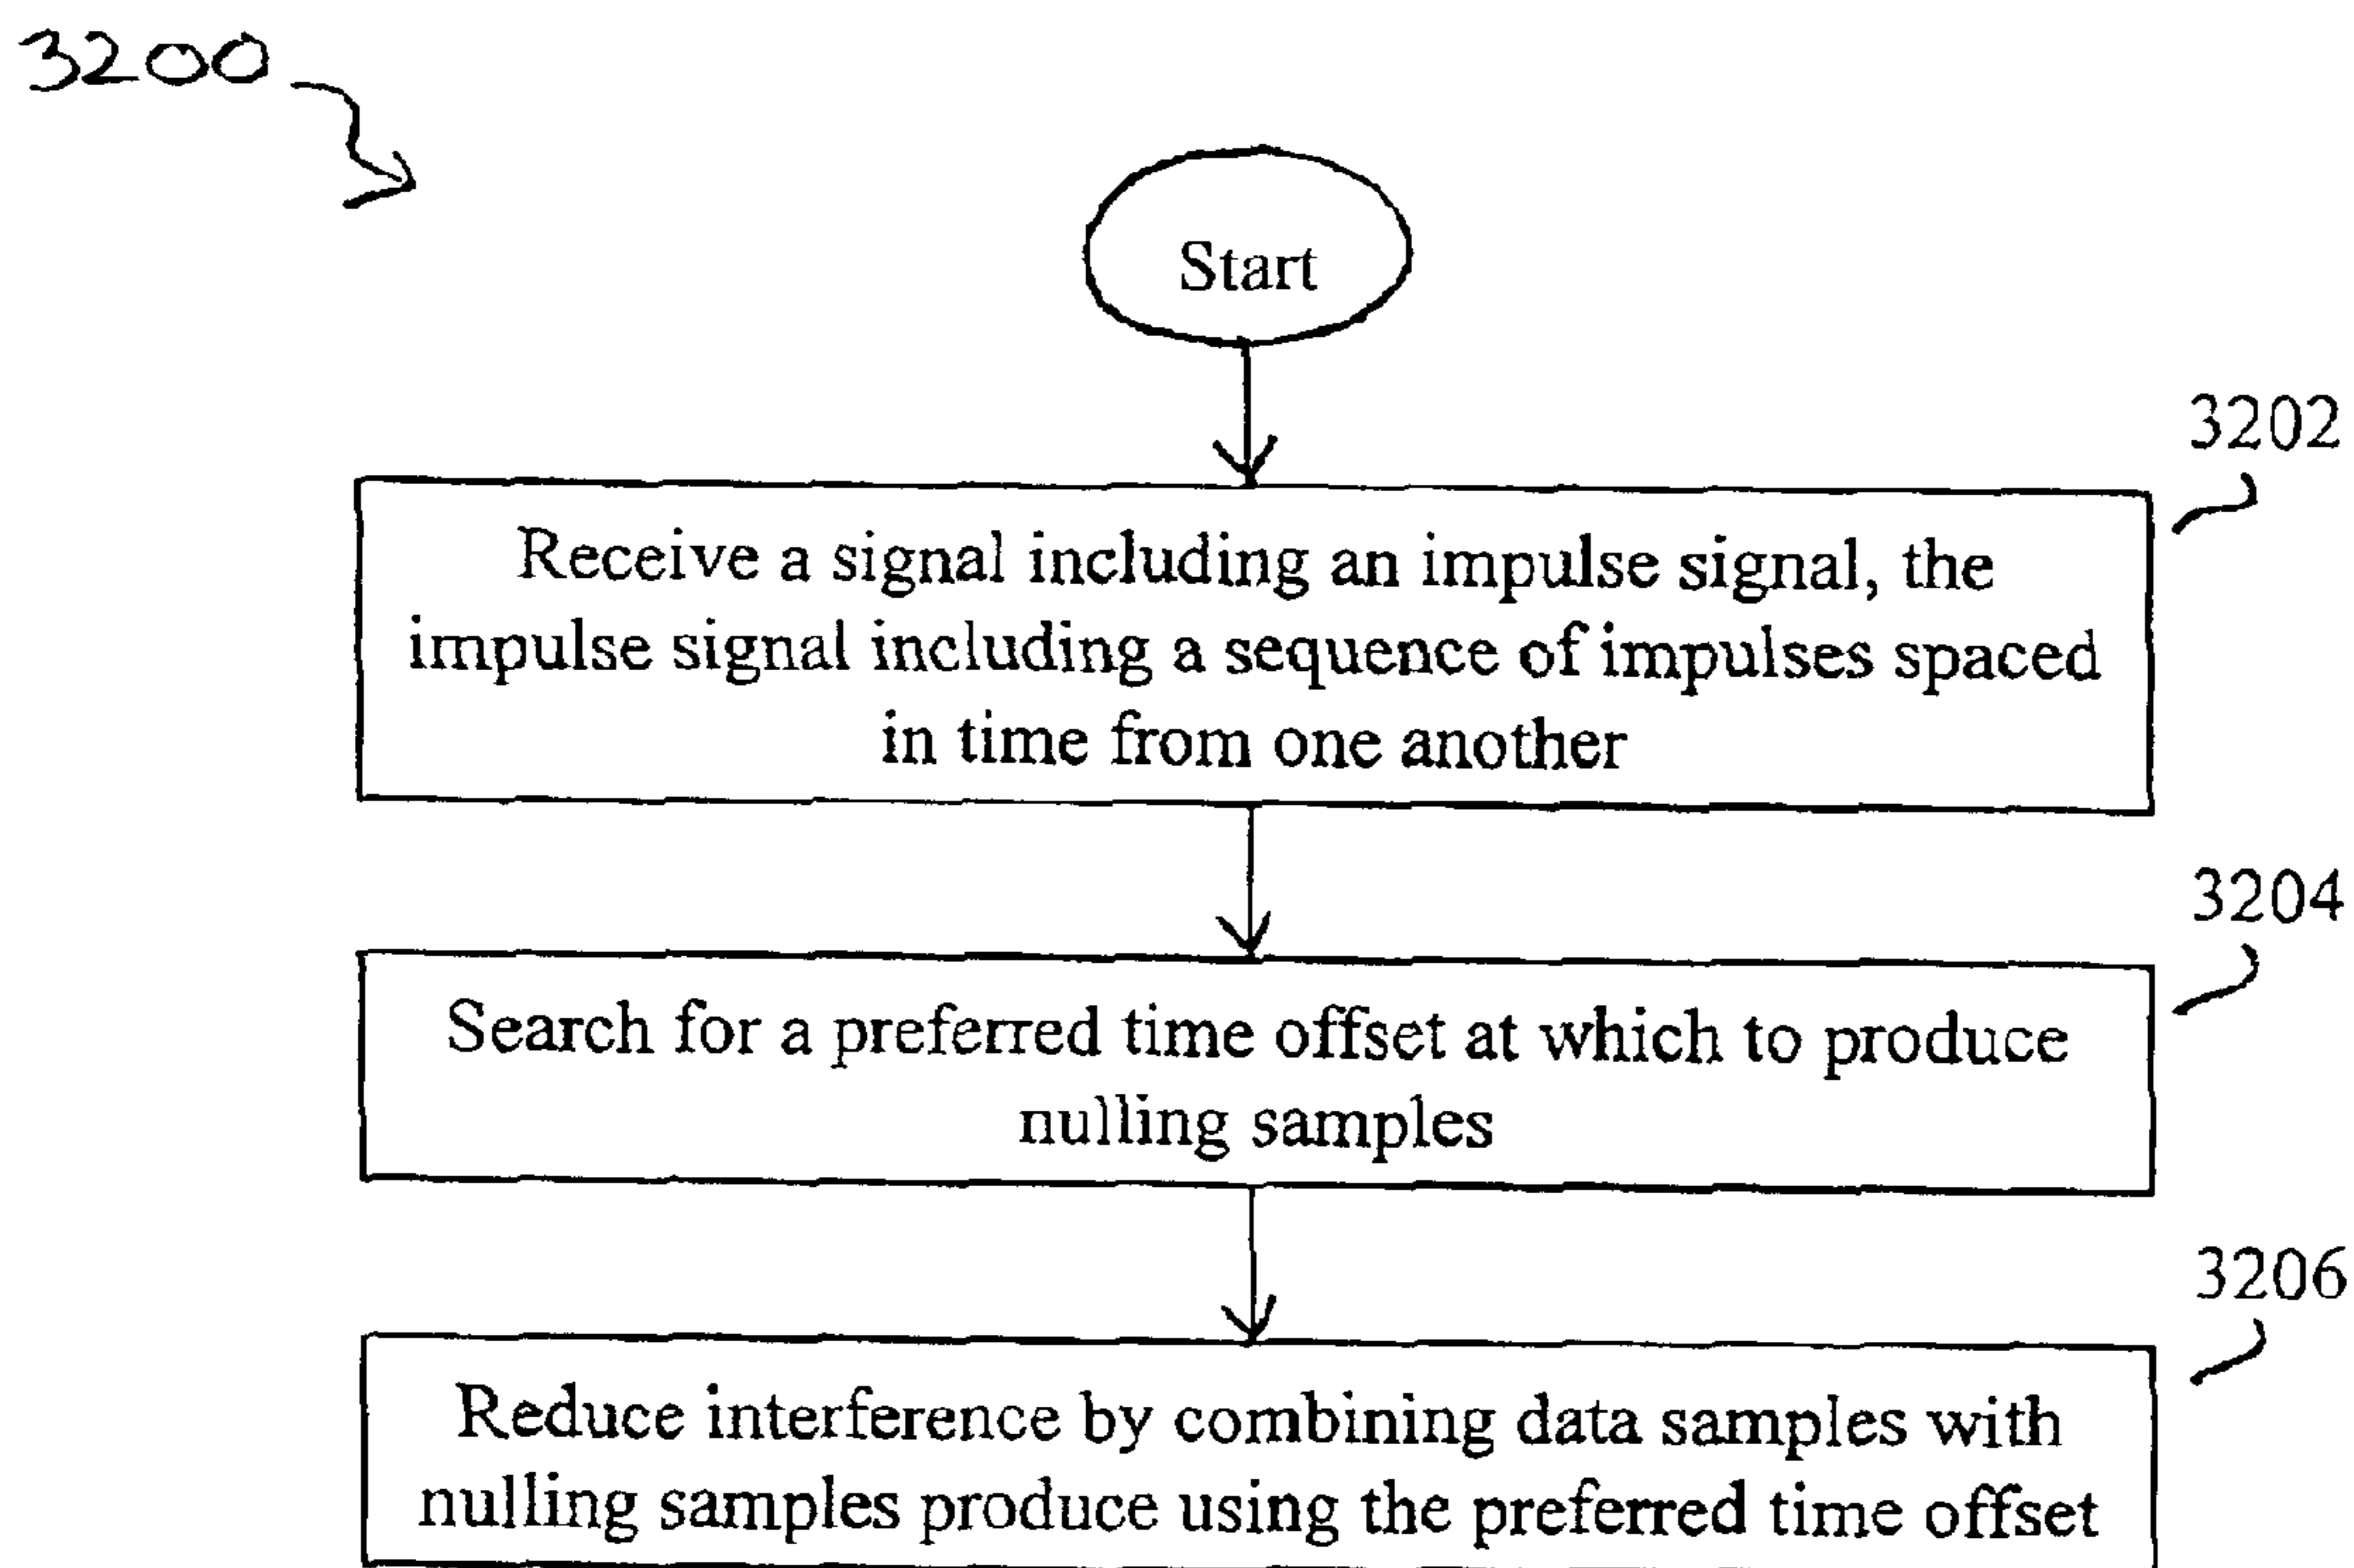 3200
Start
3202
Receive a signal including an impulse signal, the
impulse signal including a sequence of impulses spaced
in time from one another
3204
Search for a preferred time offset at which to produce
nulling samples
3206
Reduce interference by combining data samples with
nulling samples produce using the preferred time offset